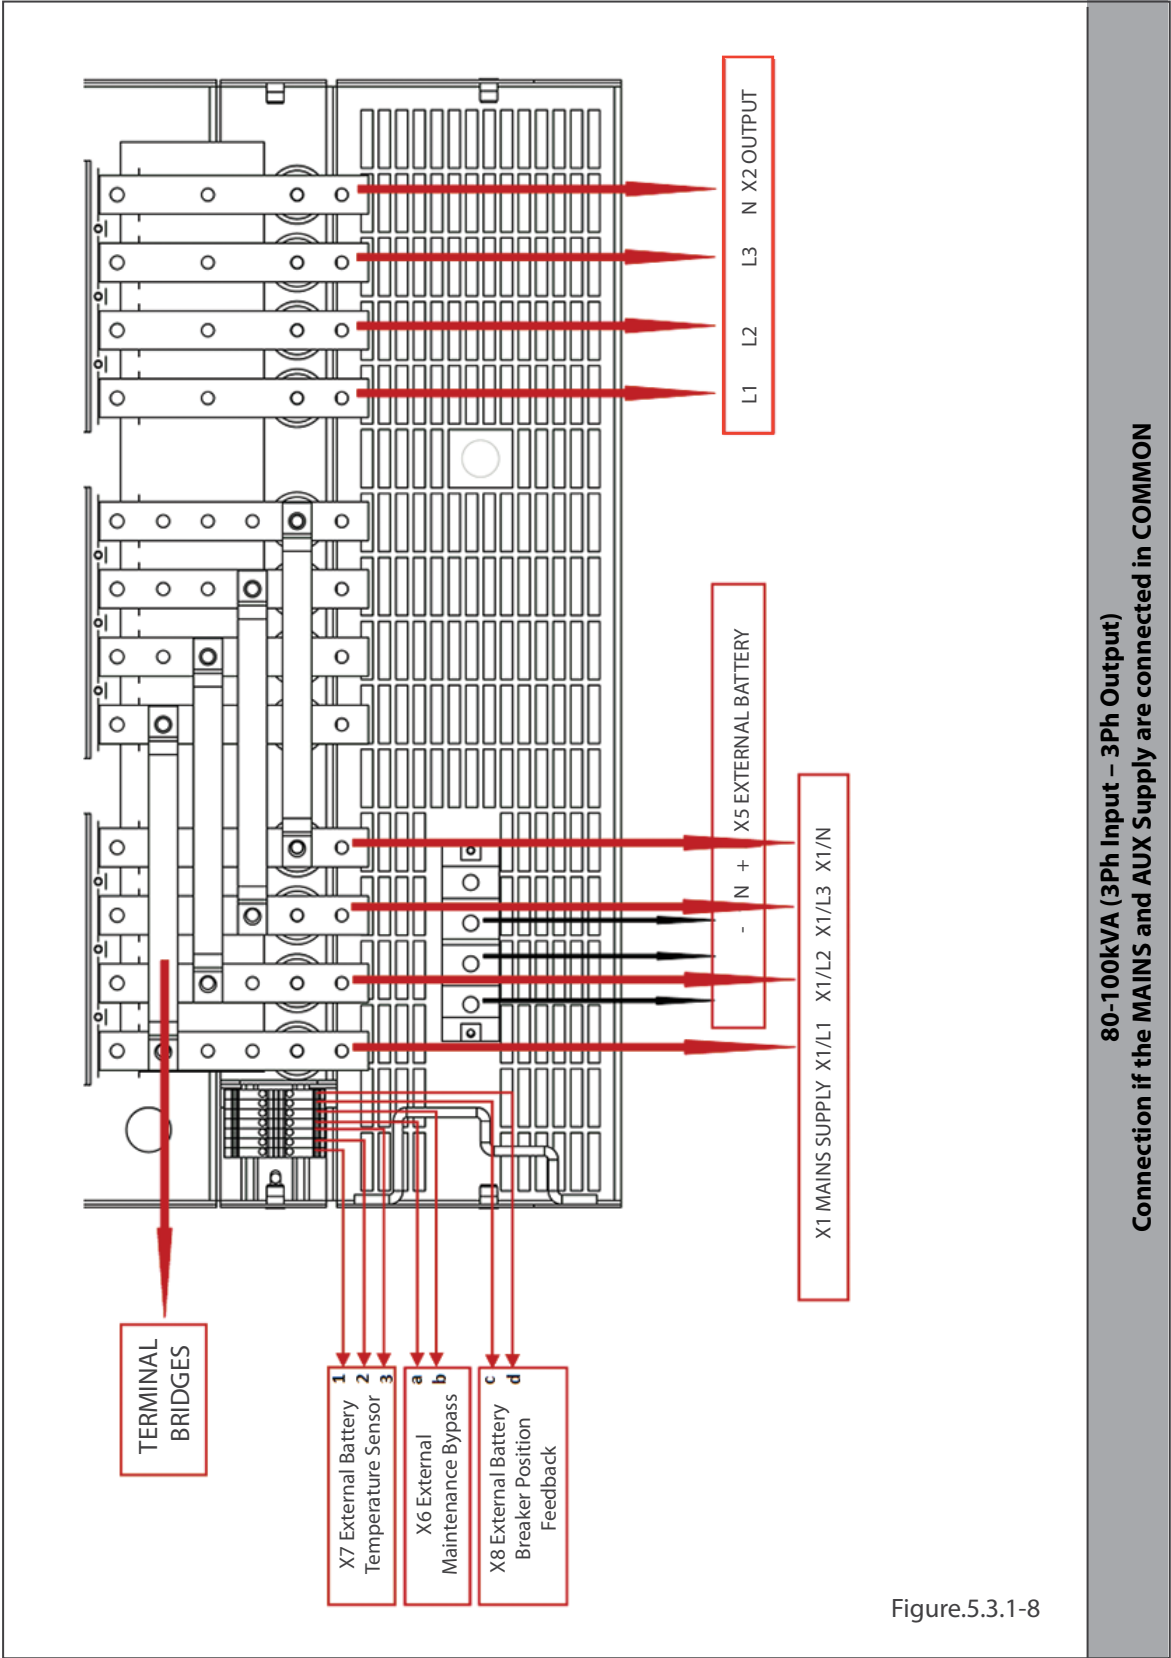 80-100kVA (3Ph Input – 3Ph Output)
Connection if the MAINS and AUX Supply are connected in COMMON
TERMINAL
BRIDGES
X7 External Battery
Temperature Sensor
1
2
3
X6 External
Maintenance Bypass
a
b
X8 External Battery
Breaker Position
Feedback
c
d
X1 MAINS SUPPLY X1/L1 X1/L2 X1/L3 X1/N
- N + X5 EXTERNAL BATTERY
L1 L2 L3 N X2 OUTPUT
Figure.5.3.1-8